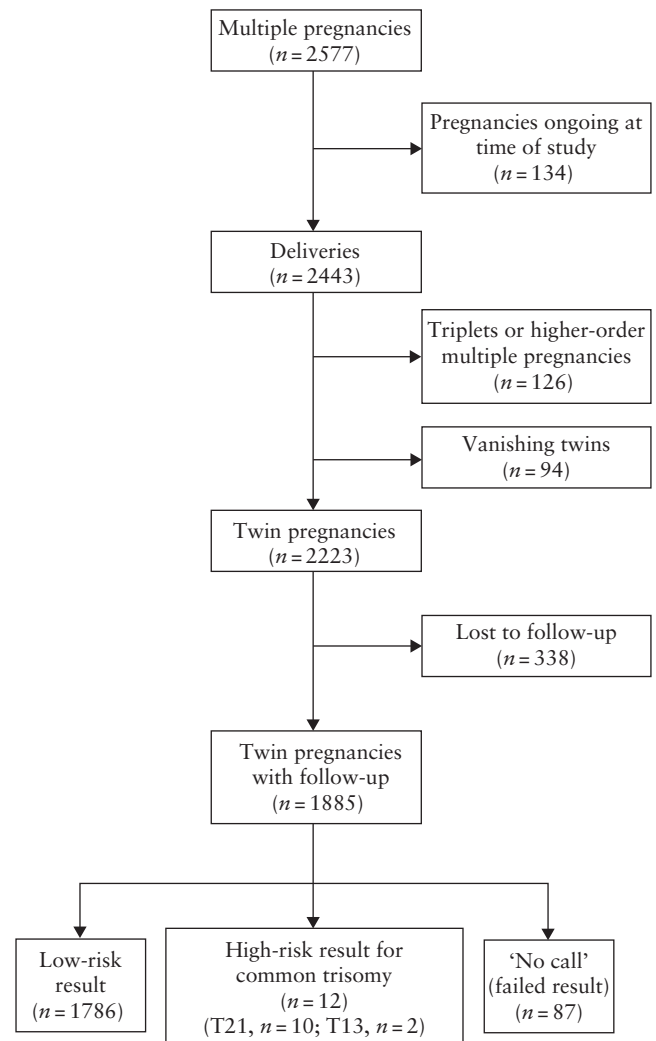 Multiple pregnancies
(n = 2577)
Pregnancies ongoing at
time of study
(n = 134)
Deliveries
(n = 2443)
Triplets or higher-order
multiple pregnancies
(n = 126)
Vanishing twins
(n = 94)
Twin pregnancies
(n = 2223)
Lost to follow-up
(n = 338)
Twin pregnancies
with follow-up
(n = 1885)
Low-risk
result
(n = 1786)
High-risk result for
common trisomy
(n = 12)
(T21, n = 10; T13, n = 2)
‘No call’
(failed result)
(n = 87)